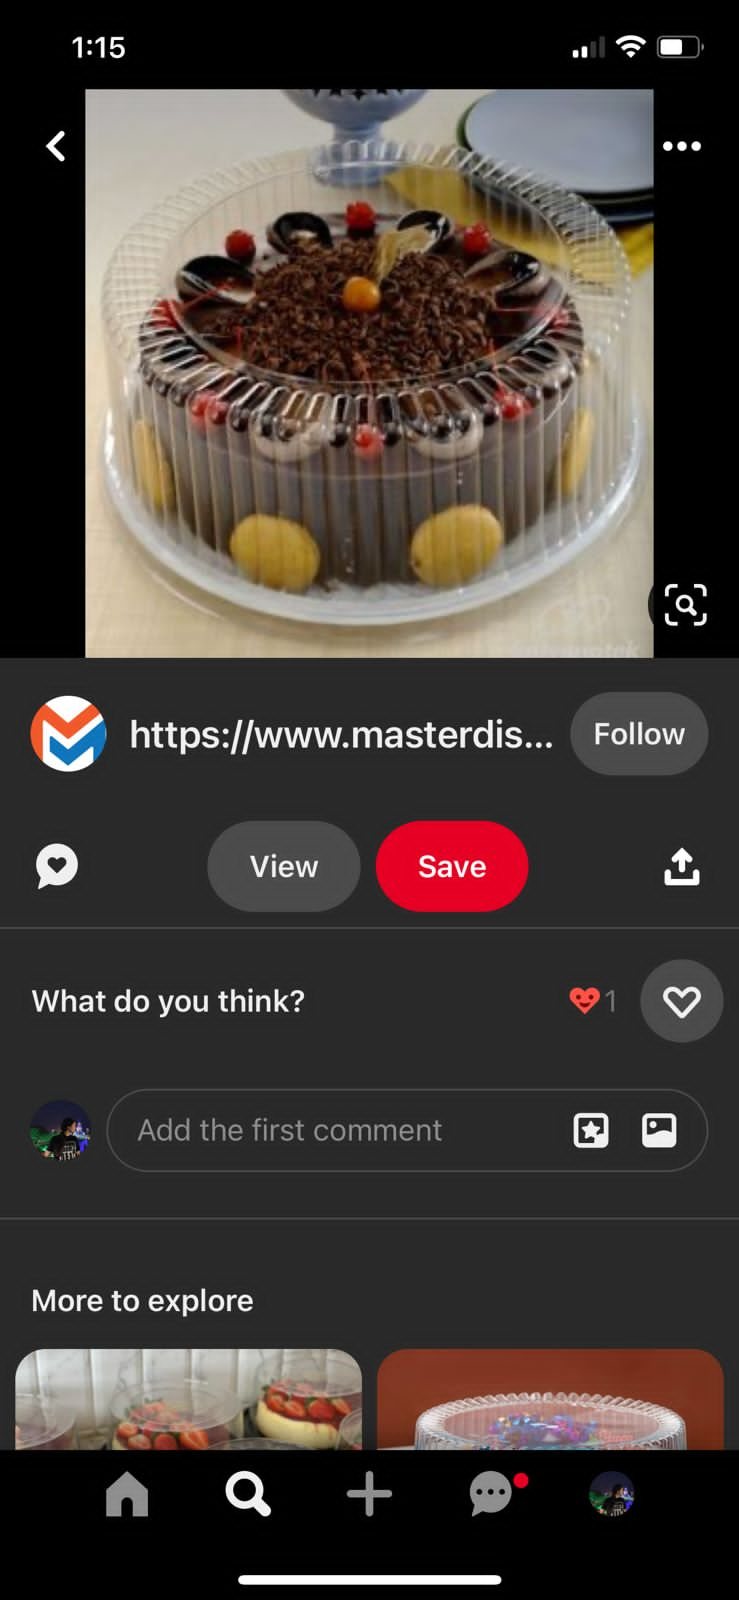 1:15
https://www.masterdis...
Follow
View
Save
What do you think?
1
Add the first comment
More to explore